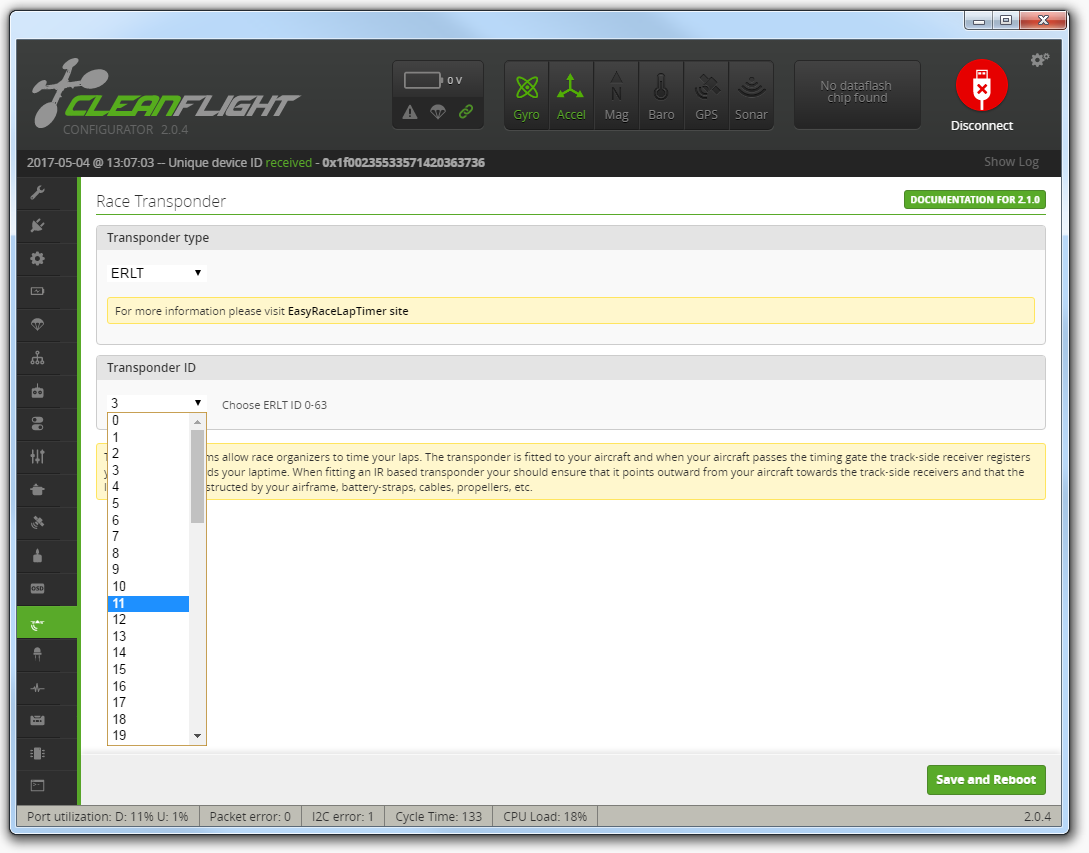 CLEANFLIGHT
CONFIGURATOR 2.0.4
0 V
Gyro
Accel
N
Mag
Baro
GPS
Sonar
No dataflash
chip found
Disconnect
2017-05-04 @ 13:07:03 -- Unique device ID received - 0x1f00235533571420363736
Show Log
Race Transponder
DOCUMENTATION FOR 2.1.0
Transponder type
ERLT
For more information please visit EasyRaceLapTimer site
Transponder ID
3
Choose ERLT ID 0-63
0
1
2
3
4
5
6
7
8
9
10
11
12
13
14
15
16
17
18
19
ms allow race organizers to time your laps. The transponder is fitted to your aircraft and when your aircraft passes the timing gate the track-side receiver registers
ds your laptime. When fitting an IR based transponder your should ensure that it points outward from your aircraft towards the track-side receivers and that the
structed by your airframe, battery-straps, cables, propellers, etc.
OSD
Save and Reboot
Port utilization: D: 11% U: 1%
Packet error: 0
I2C error: 1
Cycle Time: 133
CPU Load: 18%
2.0.4